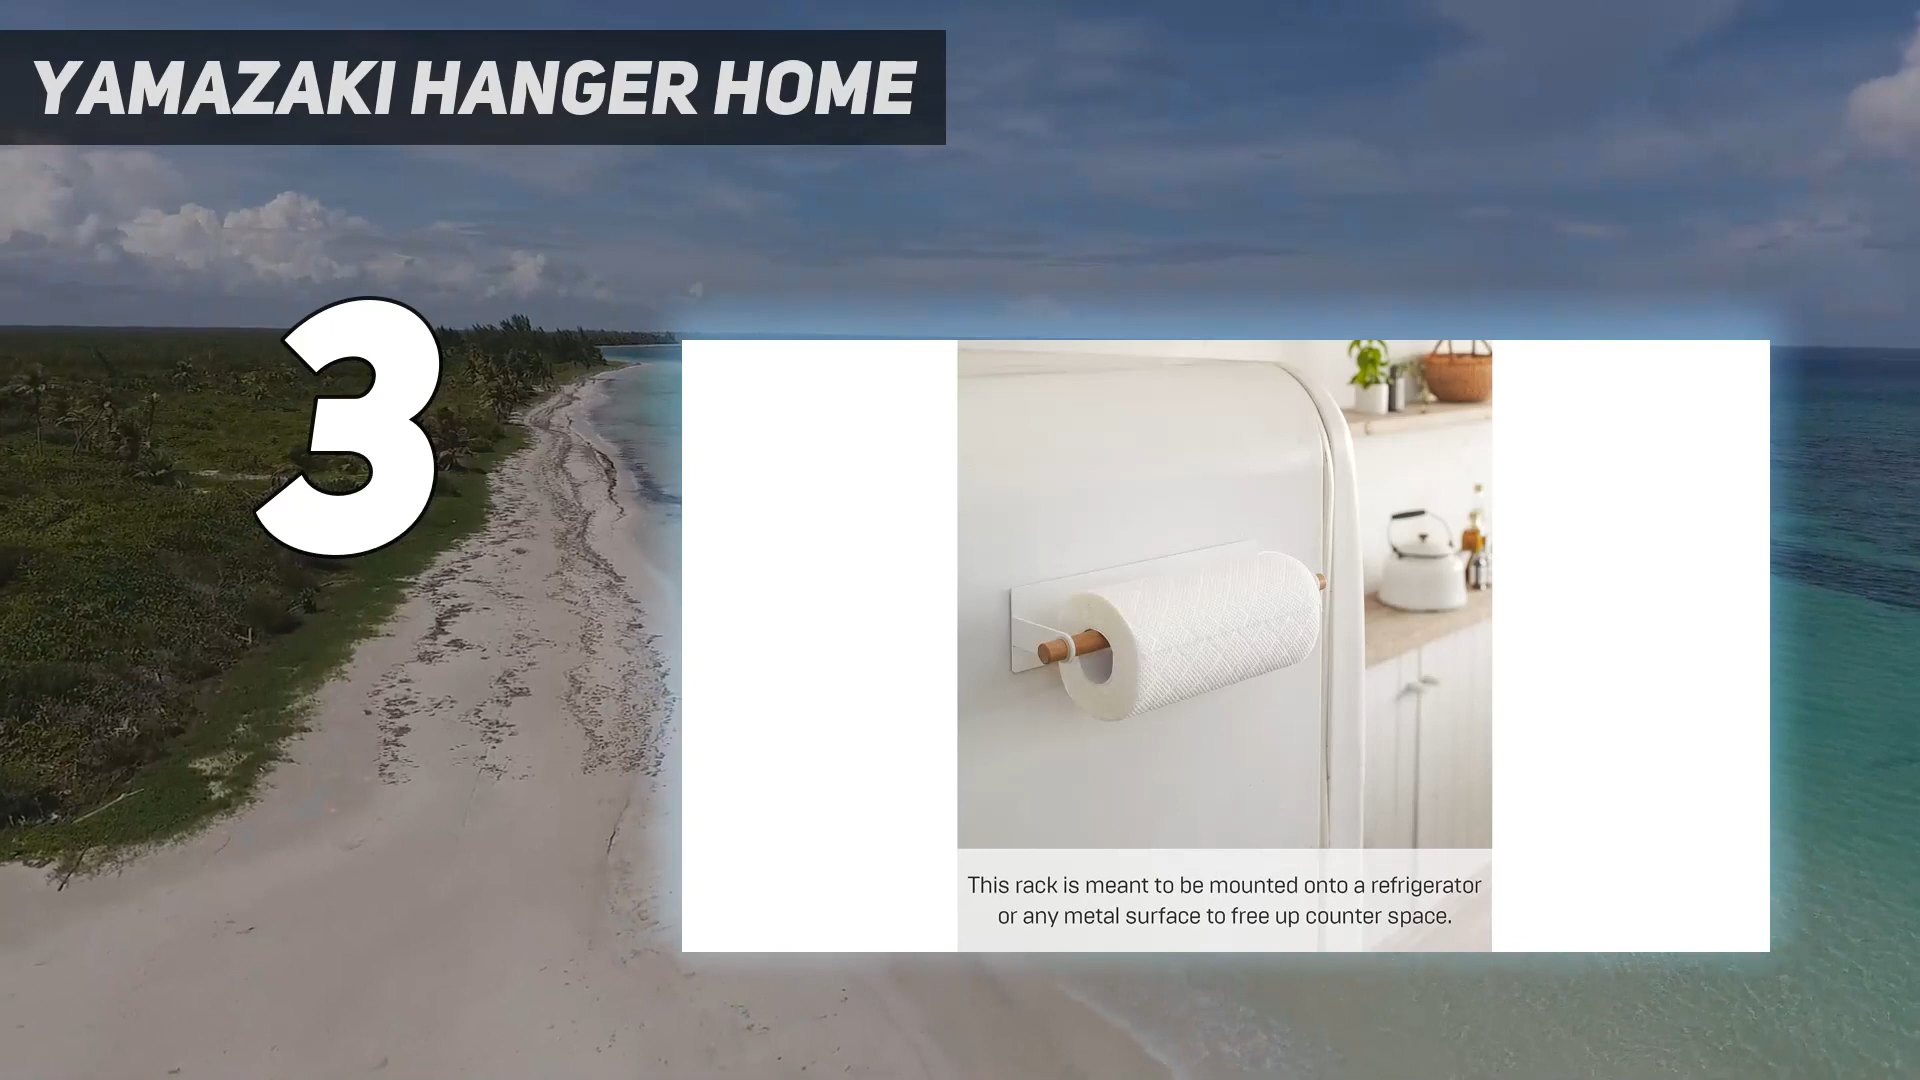 YAMAZAKI HANGER HOME
3
This rack is meant to be mounted onto a refrigerator
or any metal surface to free up counter space.